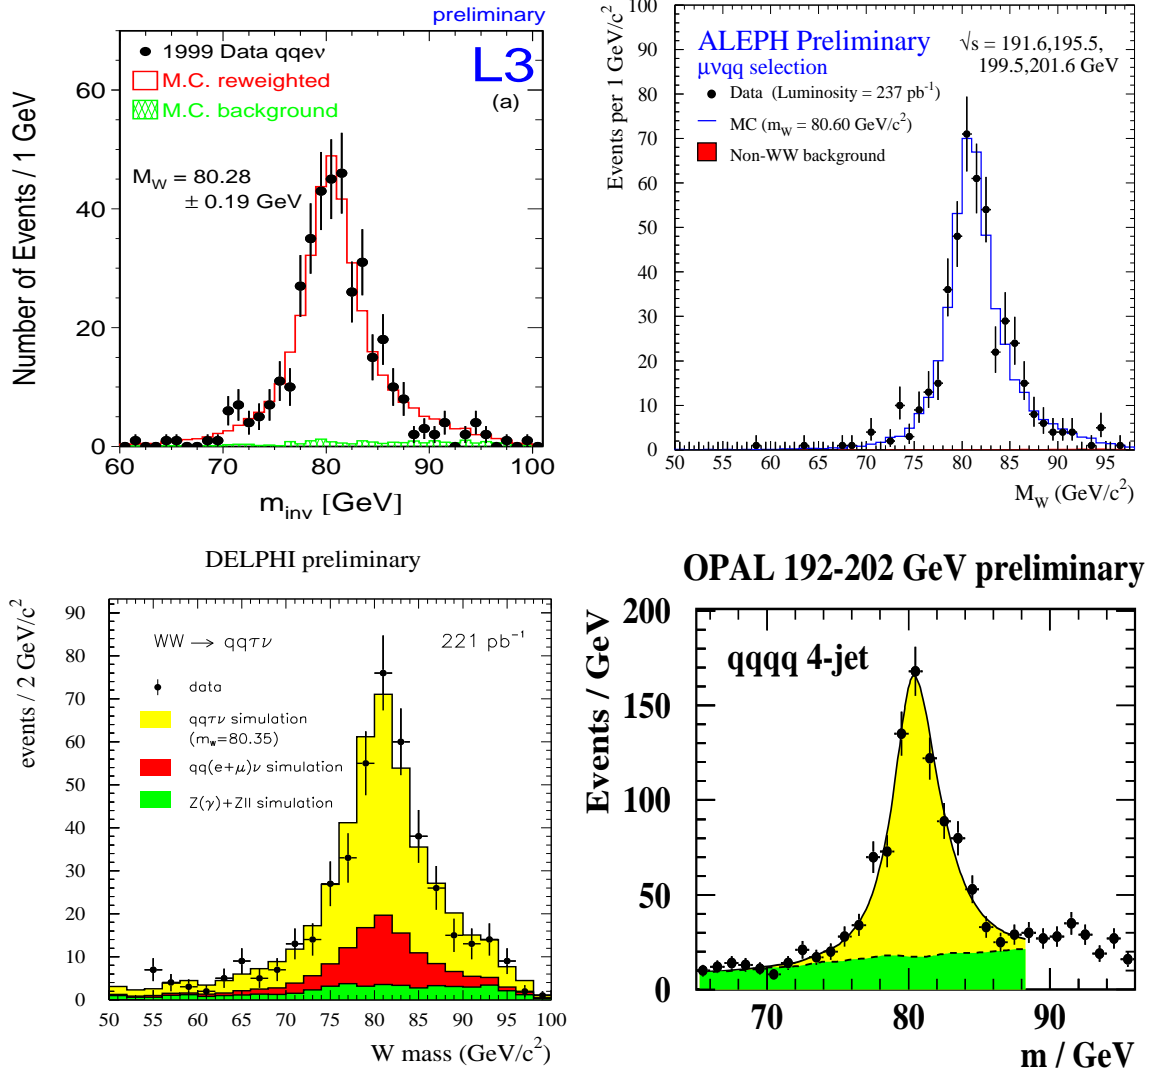 preliminary
1999 Data qqeν
M.C. reweighted
M.C. background
L3
(a)
M_W = 80.28
± 0.19 GeV
Number of Events / 1 GeV
60
40
20
0
60 70 80 90 100
m_inv [GeV]
ALEPH Preliminary
μνqq selection
√s = 191.6,195.5,
199.5,201.6 GeV
Data (Luminosity = 237 pb⁻¹)
MC (m_W = 80.60 GeV/c²)
Non-WW background
Events per 1 GeV/c²
100
90
80
70
60
50
40
30
20
10
0
50 55 60 65 70 75 80 85 90 95
M_W (GeV/c²)
DELPHI preliminary
WW → qqτν
221 pb⁻¹
data
qqτν simulation
(m_w=80.35)
qq(e+μ)ν simulation
Z(γ)+ZII simulation
events / 2 GeV/c²
90
80
70
60
50
40
30
20
10
0
50 55 60 65 70 75 80 85 90 95 100
W mass (GeV/c²)
OPAL 192-202 GeV preliminary
qqqq 4-jet
Events / GeV
200
150
100
50
0
70 80 90
m / GeV